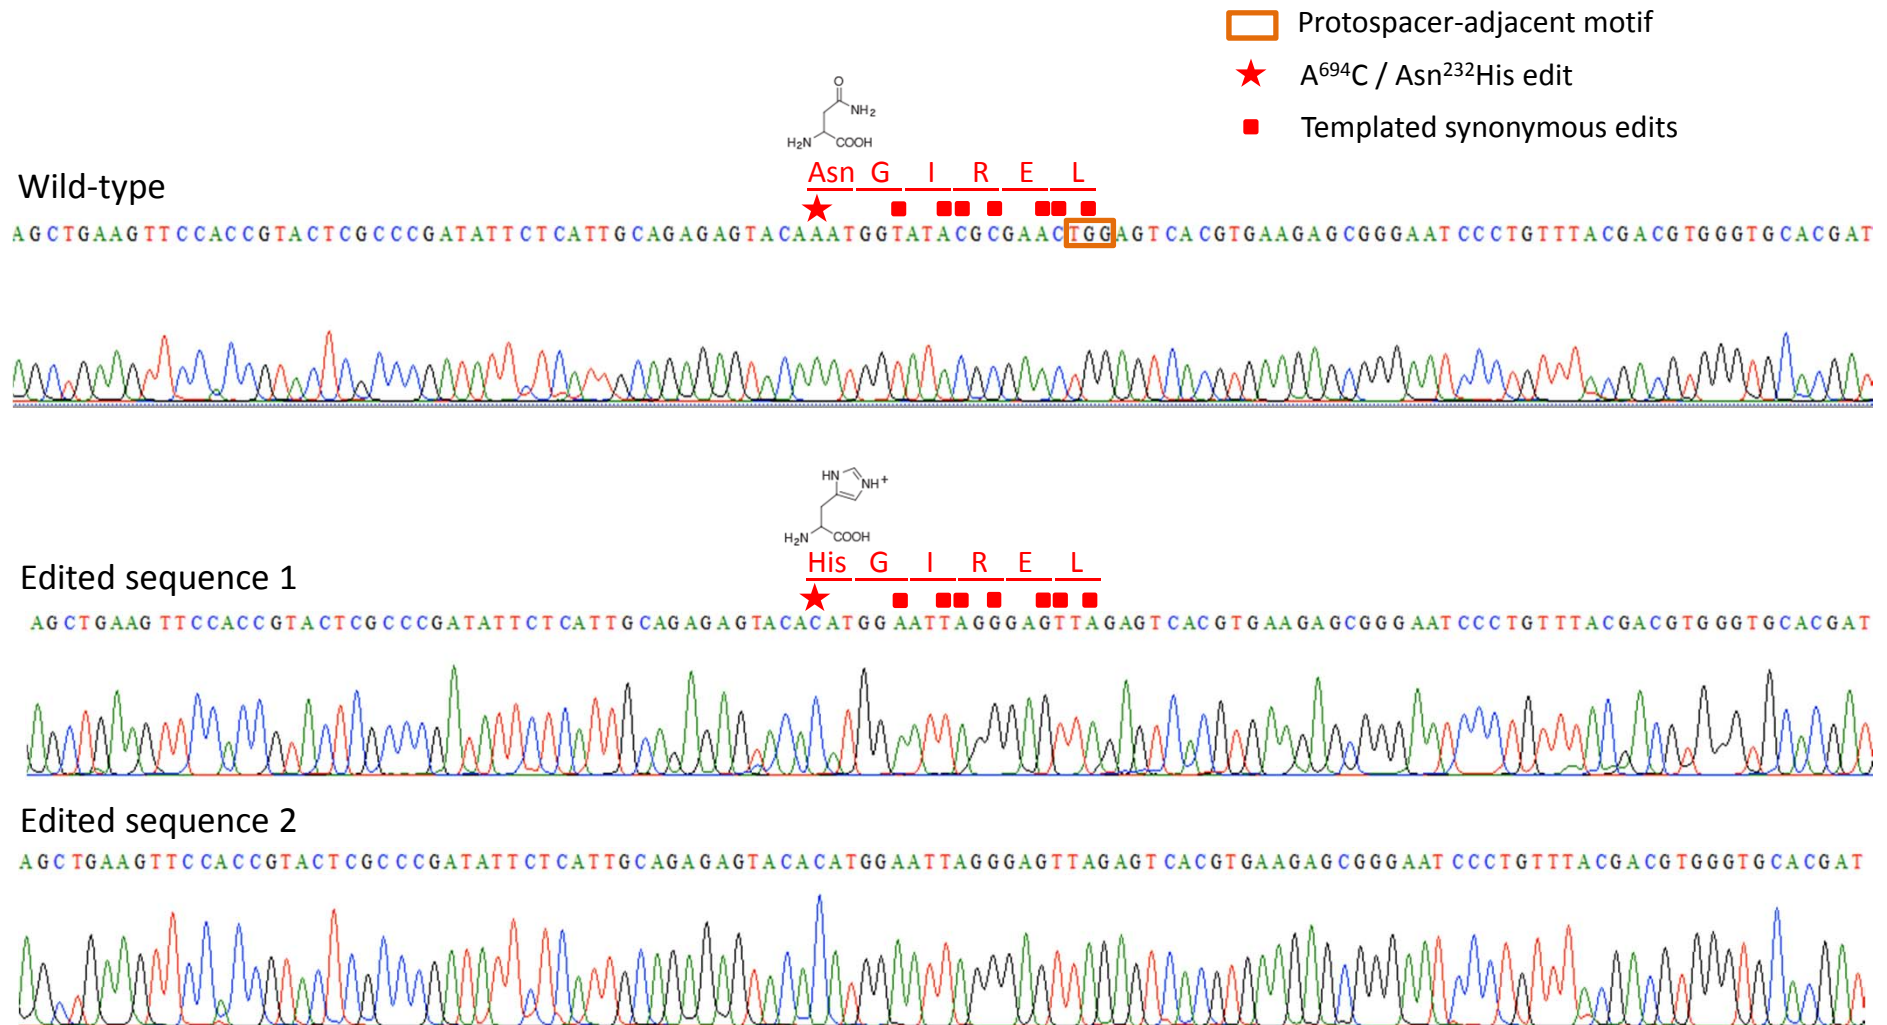 Protospacer-adjacent motif
A⁶⁹⁴C / Asn²³²His edit
Templated synonymous edits
O
NH₂
H₂N COOH
Wild-type
Asn G I R E L
AGCTGAAGTTCCACCGTACTCGCCCGATATTCTCATTGCAGAGAGTACAAATGGTATACGCGAACTGGAGTCACGTGAAGAGCGGGAATCCCTGTTTACGACGTGGGTGCACGAT
HN NH⁺
H₂N COOH
His G I R E L
Edited sequence 1
AGCTGAAGTTCCACCGTACTCGCCCGATATTCTCATTGCAGAGAGTACACATGGAATTAGGGAGTTAGAGTCACGTGAAGAGCGGGAATCCCTGTTTACGACGTGGGTGCACGAT
Edited sequence 2
AGCTGAAGTTCCACCGTACTCGCCCGATATTCTCATTGCAGAGAGTACACATGGAATTAGGGAGTTAGAGTCACGTGAAGAGCGGGAATCCCTGTTTACGACGTGGGTGCACGAT